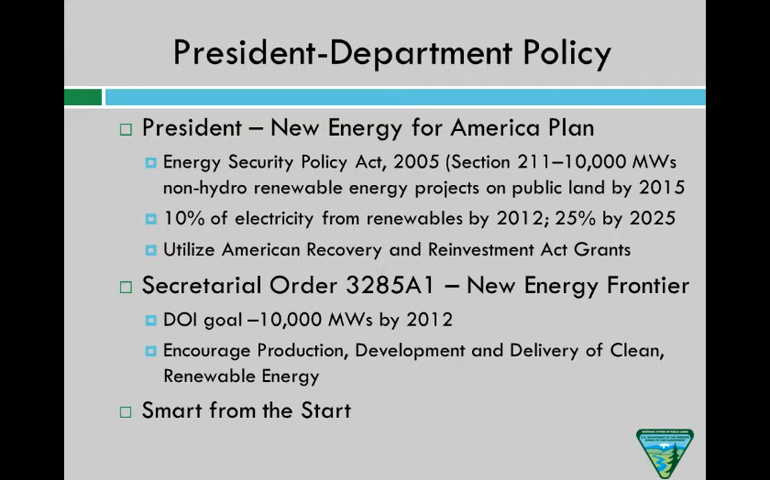 President-Department Policy
President – New Energy for America Plan
Energy Security Policy Act, 2005 (Section 211–10,000 MWs
non-hydro renewable energy projects on public land by 2015
10% of electricity from renewables by 2012; 25% by 2025
Utilize American Recovery and Reinvestment Act Grants
Secretarial Order 3285A1 – New Energy Frontier
DOI goal –10,000 MWs by 2012
Encourage Production, Development and Delivery of Clean,
Renewable Energy
Smart from the Start